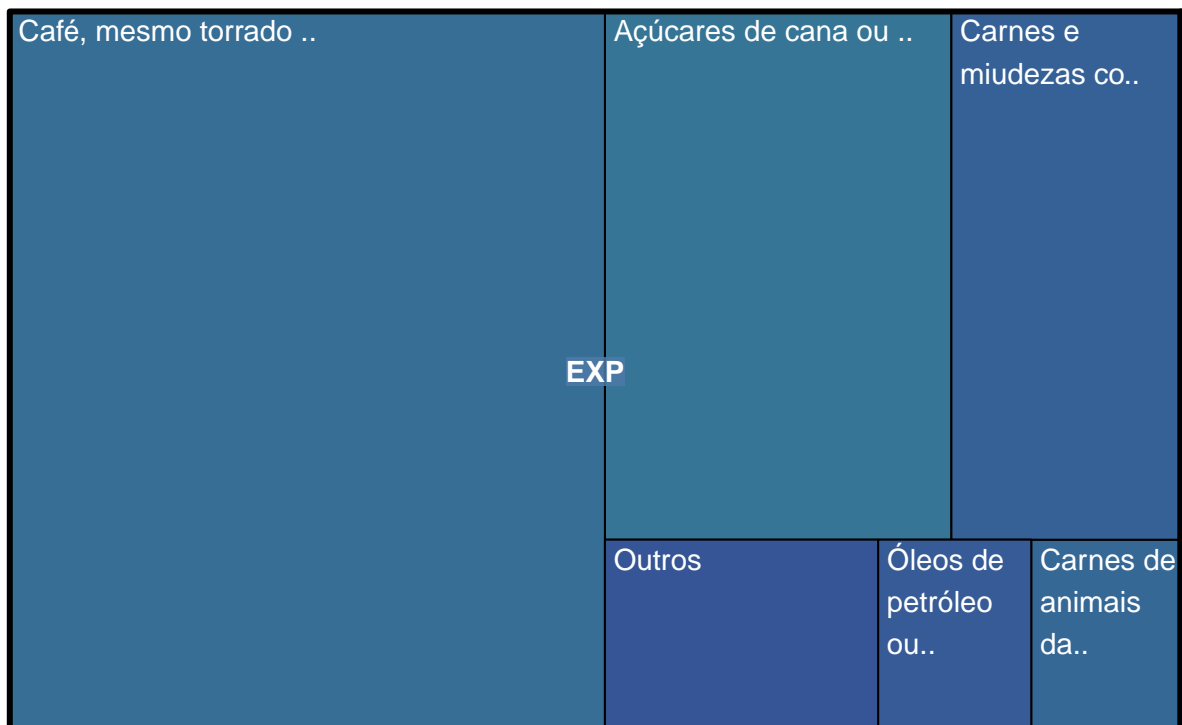 Café, mesmo torrado ..
Açúcares de cana ou ..
Carnes e
miudezas co..
EXP
Outros
Óleos de
petróleo
ou..
Carnes de
animais
da..